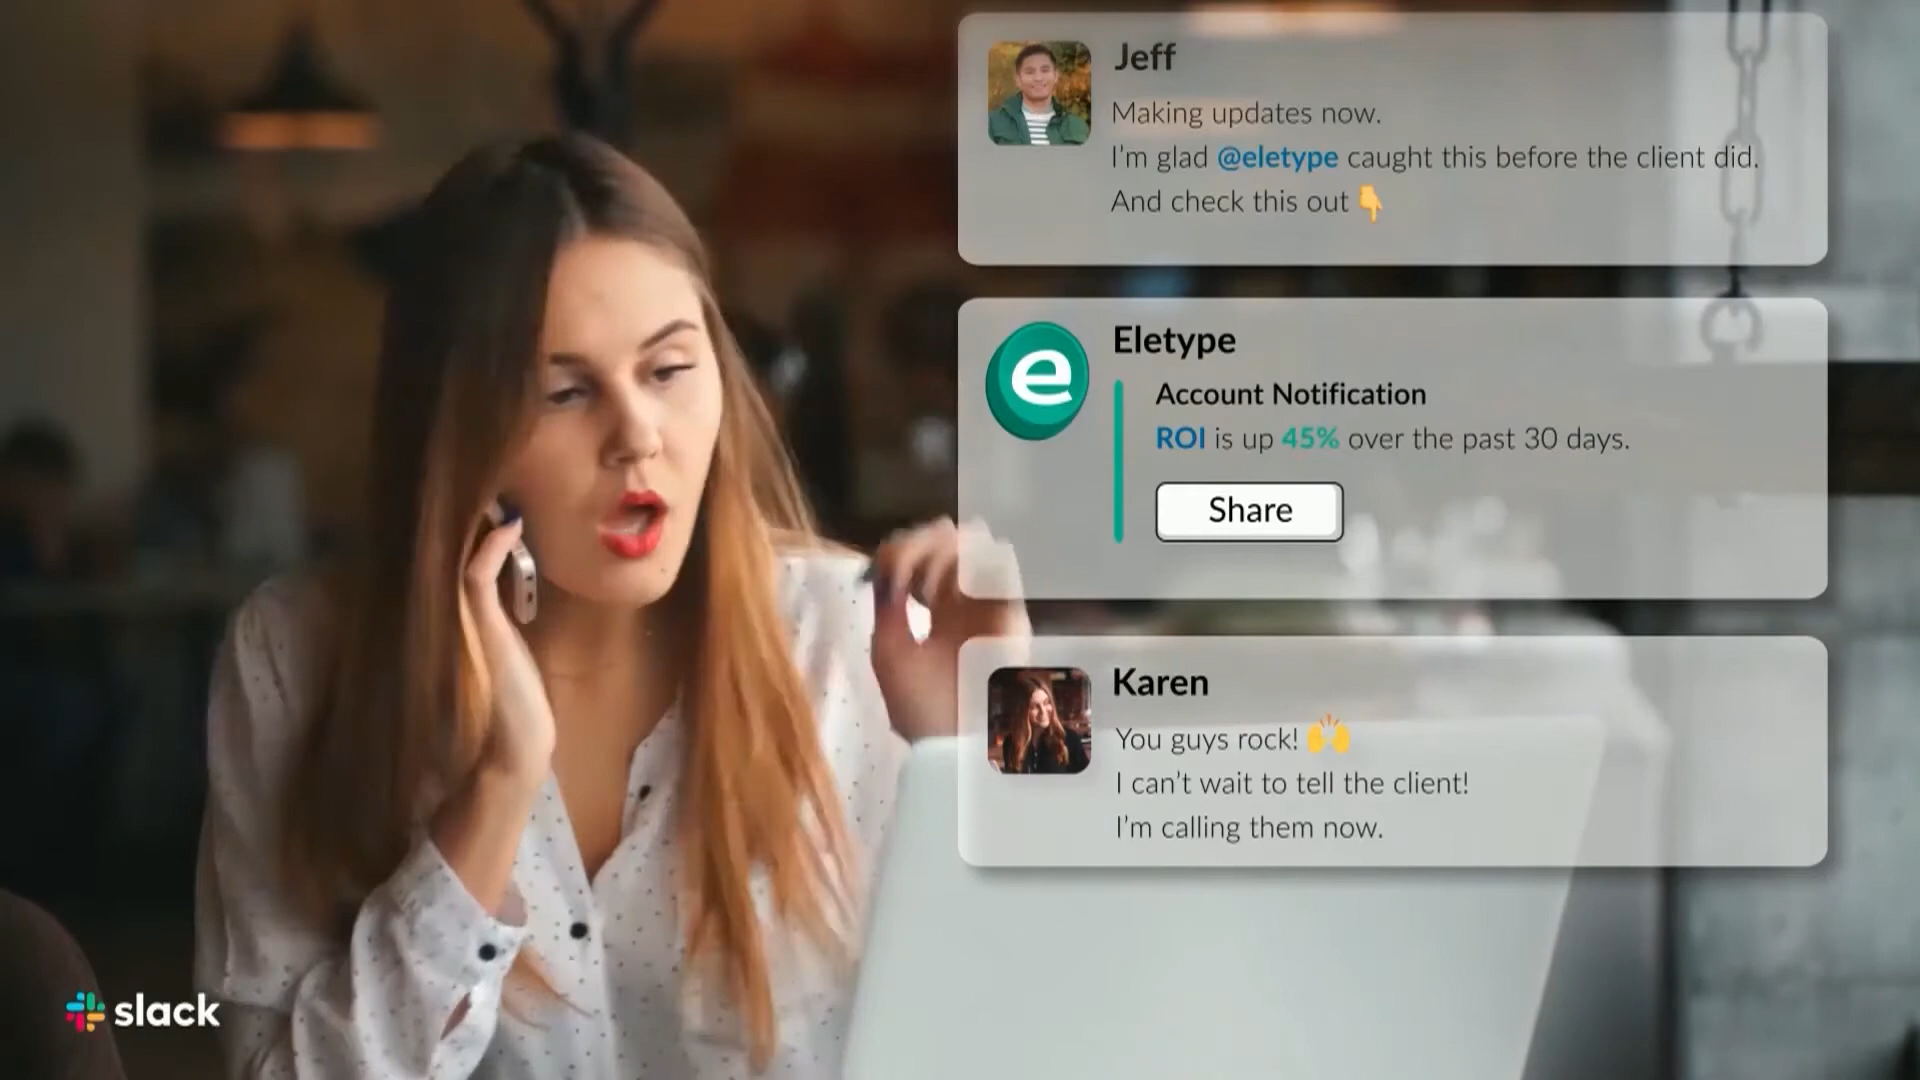 Jeff
Making updates now.
I'm glad @eletype caught this before the client did.
And check this out 👇
e
Eletype
Account Notification
ROI is up 45% over the past 30 days.
Share
Karen
You guys rock! 🙌
I can't wait to tell the client!
I'm calling them now.
slack